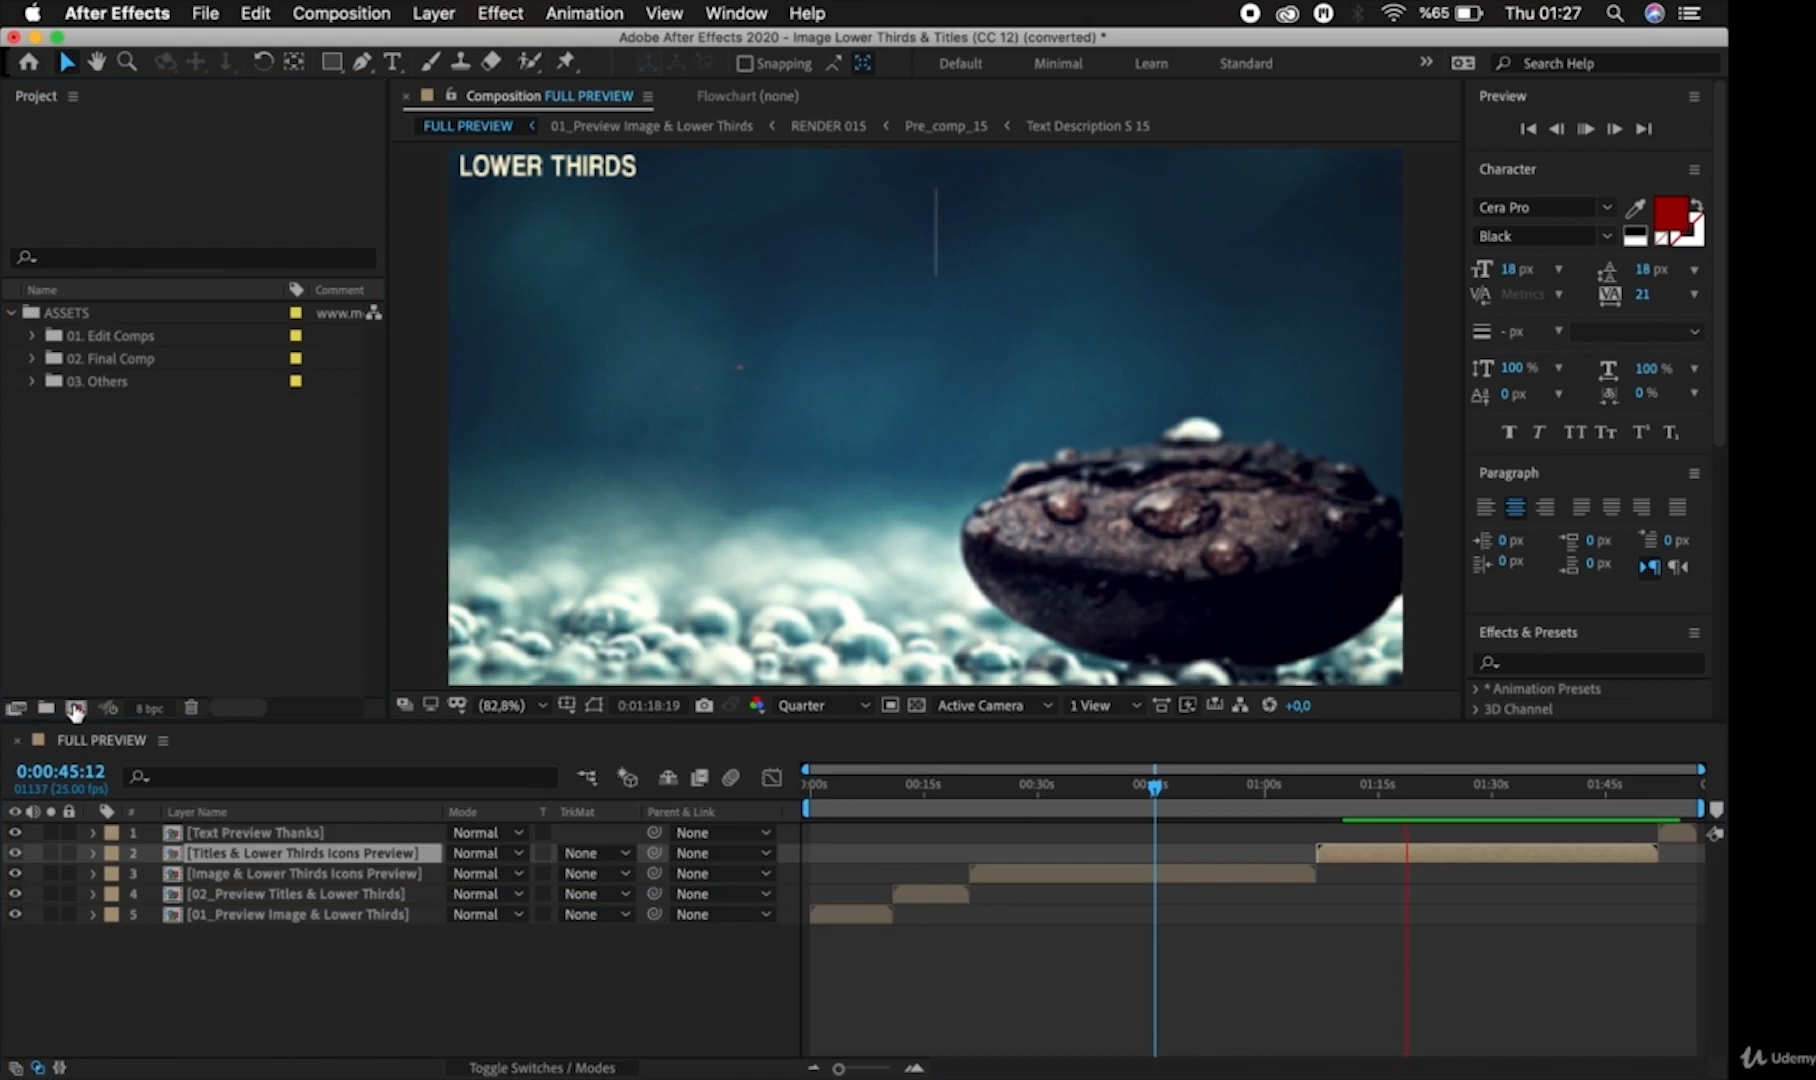 After Effects File Edit Composition Layer Effect Animation View Window Help %65 Thu 01:27
Adobe After Effects 2020 - Image Lower Thirds & Titles (CC 12) (converted) *
Snapping Default Minimal Learn Standard Search Help
Project
Composition FULL PREVIEW Flowchart (none)
FULL PREVIEW 01_Preview Image & Lower Thirds RENDER 015 Pre_comp_15 Text Description S 15
LOWER THIRDS
Name Comment
ASSETS www.m
01. Edit Comps
02. Final Comp
03. Others
8 bpc
(82,8%) 0:01:18:19 Quarter Active Camera 1 View +0,0
Preview
Character
Cera Pro
Black
18 px 18 px
Metrics 21
- px
100 % 100 %
0 px 0 %
Paragraph
0 px 0 px 0 px
0 px 0 px
Effects & Presets
* Animation Presets
3D Channel
FULL PREVIEW
0:00:45:12
01137 (25.00 fps)
00:15s 00:30s 01:00s 01:15s 01:30s 01:45s
# Layer Name Mode T TrkMat Parent & Link
1 [Text Preview Thanks] Normal None
2 [Titles & Lower Thirds Icons Preview] Normal None None
3 [Image & Lower Thirds Icons Preview] Normal None None
4 [02_Preview Titles & Lower Thirds] Normal None None
5 [01_Preview Image & Lower Thirds] Normal None None
Toggle Switches / Modes
Udemy